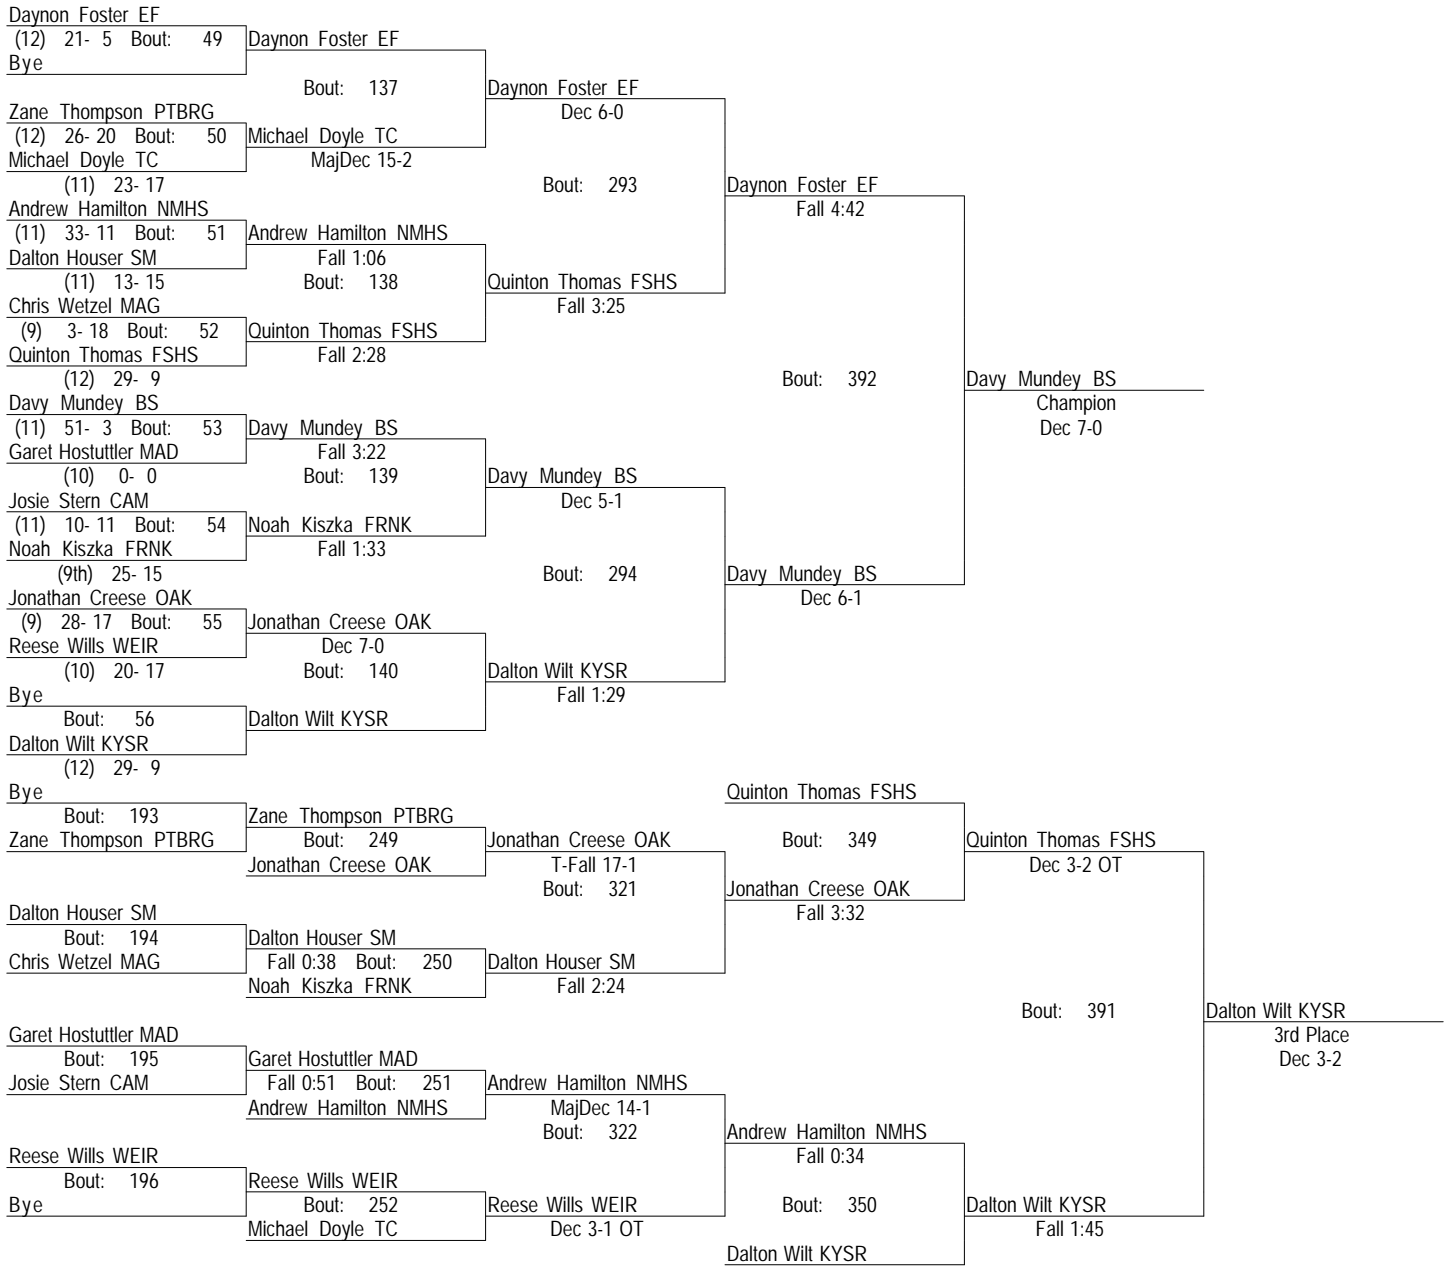 Daynon Foster EF
(12) 21- 5 Bout: 49 Daynon Foster EF
Bye
Bout: 137 Daynon Foster EF
Zane Thompson PTBRG Dec 6-0
(12) 26- 20 Bout: 50 Michael Doyle TC
Michael Doyle TC MajDec 15-2
(11) 23- 17 Bout: 293 Daynon Foster EF
Andrew Hamilton NMHS Fall 4:42
(11) 33- 11 Bout: 51 Andrew Hamilton NMHS
Dalton Houser SM Fall 1:06
(11) 13- 15 Bout: 138 Quinton Thomas FSHS
Chris Wetzel MAG Fall 3:25
(9) 3- 18 Bout: 52 Quinton Thomas FSHS
Quinton Thomas FSHS Fall 2:28
(12) 29- 9 Bout: 392 Davy Mundey BS
Davy Mundey BS Champion
(11) 51- 3 Bout: 53 Davy Mundey BS Dec 7-0
Garet Hostuttler MAD Fall 3:22
(10) 0- 0 Bout: 139 Davy Mundey BS
Josie Stern CAM Dec 5-1
(11) 10- 11 Bout: 54 Noah Kiszka FRNK
Noah Kiszka FRNK Fall 1:33
(9th) 25- 15 Bout: 294 Davy Mundey BS
Jonathan Creese OAK Dec 6-1
(9) 28- 17 Bout: 55 Jonathan Creese OAK
Reese Wills WEIR Dec 7-0
(10) 20- 17 Bout: 140 Dalton Wilt KYSR
Bye Fall 1:29
Bout: 56 Dalton Wilt KYSR
Dalton Wilt KYSR
(12) 29- 9
Bye Quinton Thomas FSHS
Bout: 193 Zane Thompson PTBRG
Zane Thompson PTBRG Bout: 249 Jonathan Creese OAK Bout: 349 Quinton Thomas FSHS
Jonathan Creese OAK T-Fall 17-1 Dec 3-2 OT
Bout: 321 Jonathan Creese OAK
Dalton Houser SM Fall 3:32
Bout: 194 Dalton Houser SM
Chris Wetzel MAG Fall 0:38 Bout: 250 Dalton Houser SM
Noah Kiszka FRNK Fall 2:24
Bout: 391 Dalton Wilt KYSR
Garet Hostuttler MAD 3rd Place
Bout: 195 Garet Hostuttler MAD Dec 3-2
Josie Stern CAM Fall 0:51 Bout: 251 Andrew Hamilton NMHS
Andrew Hamilton NMHS MajDec 14-1
Bout: 322 Andrew Hamilton NMHS
Reese Wills WEIR Fall 0:34
Bout: 196 Reese Wills WEIR
Bye Bout: 252 Reese Wills WEIR Bout: 350 Dalton Wilt KYSR
Michael Doyle TC Dec 3-1 OT Fall 1:45
Dalton Wilt KYSR